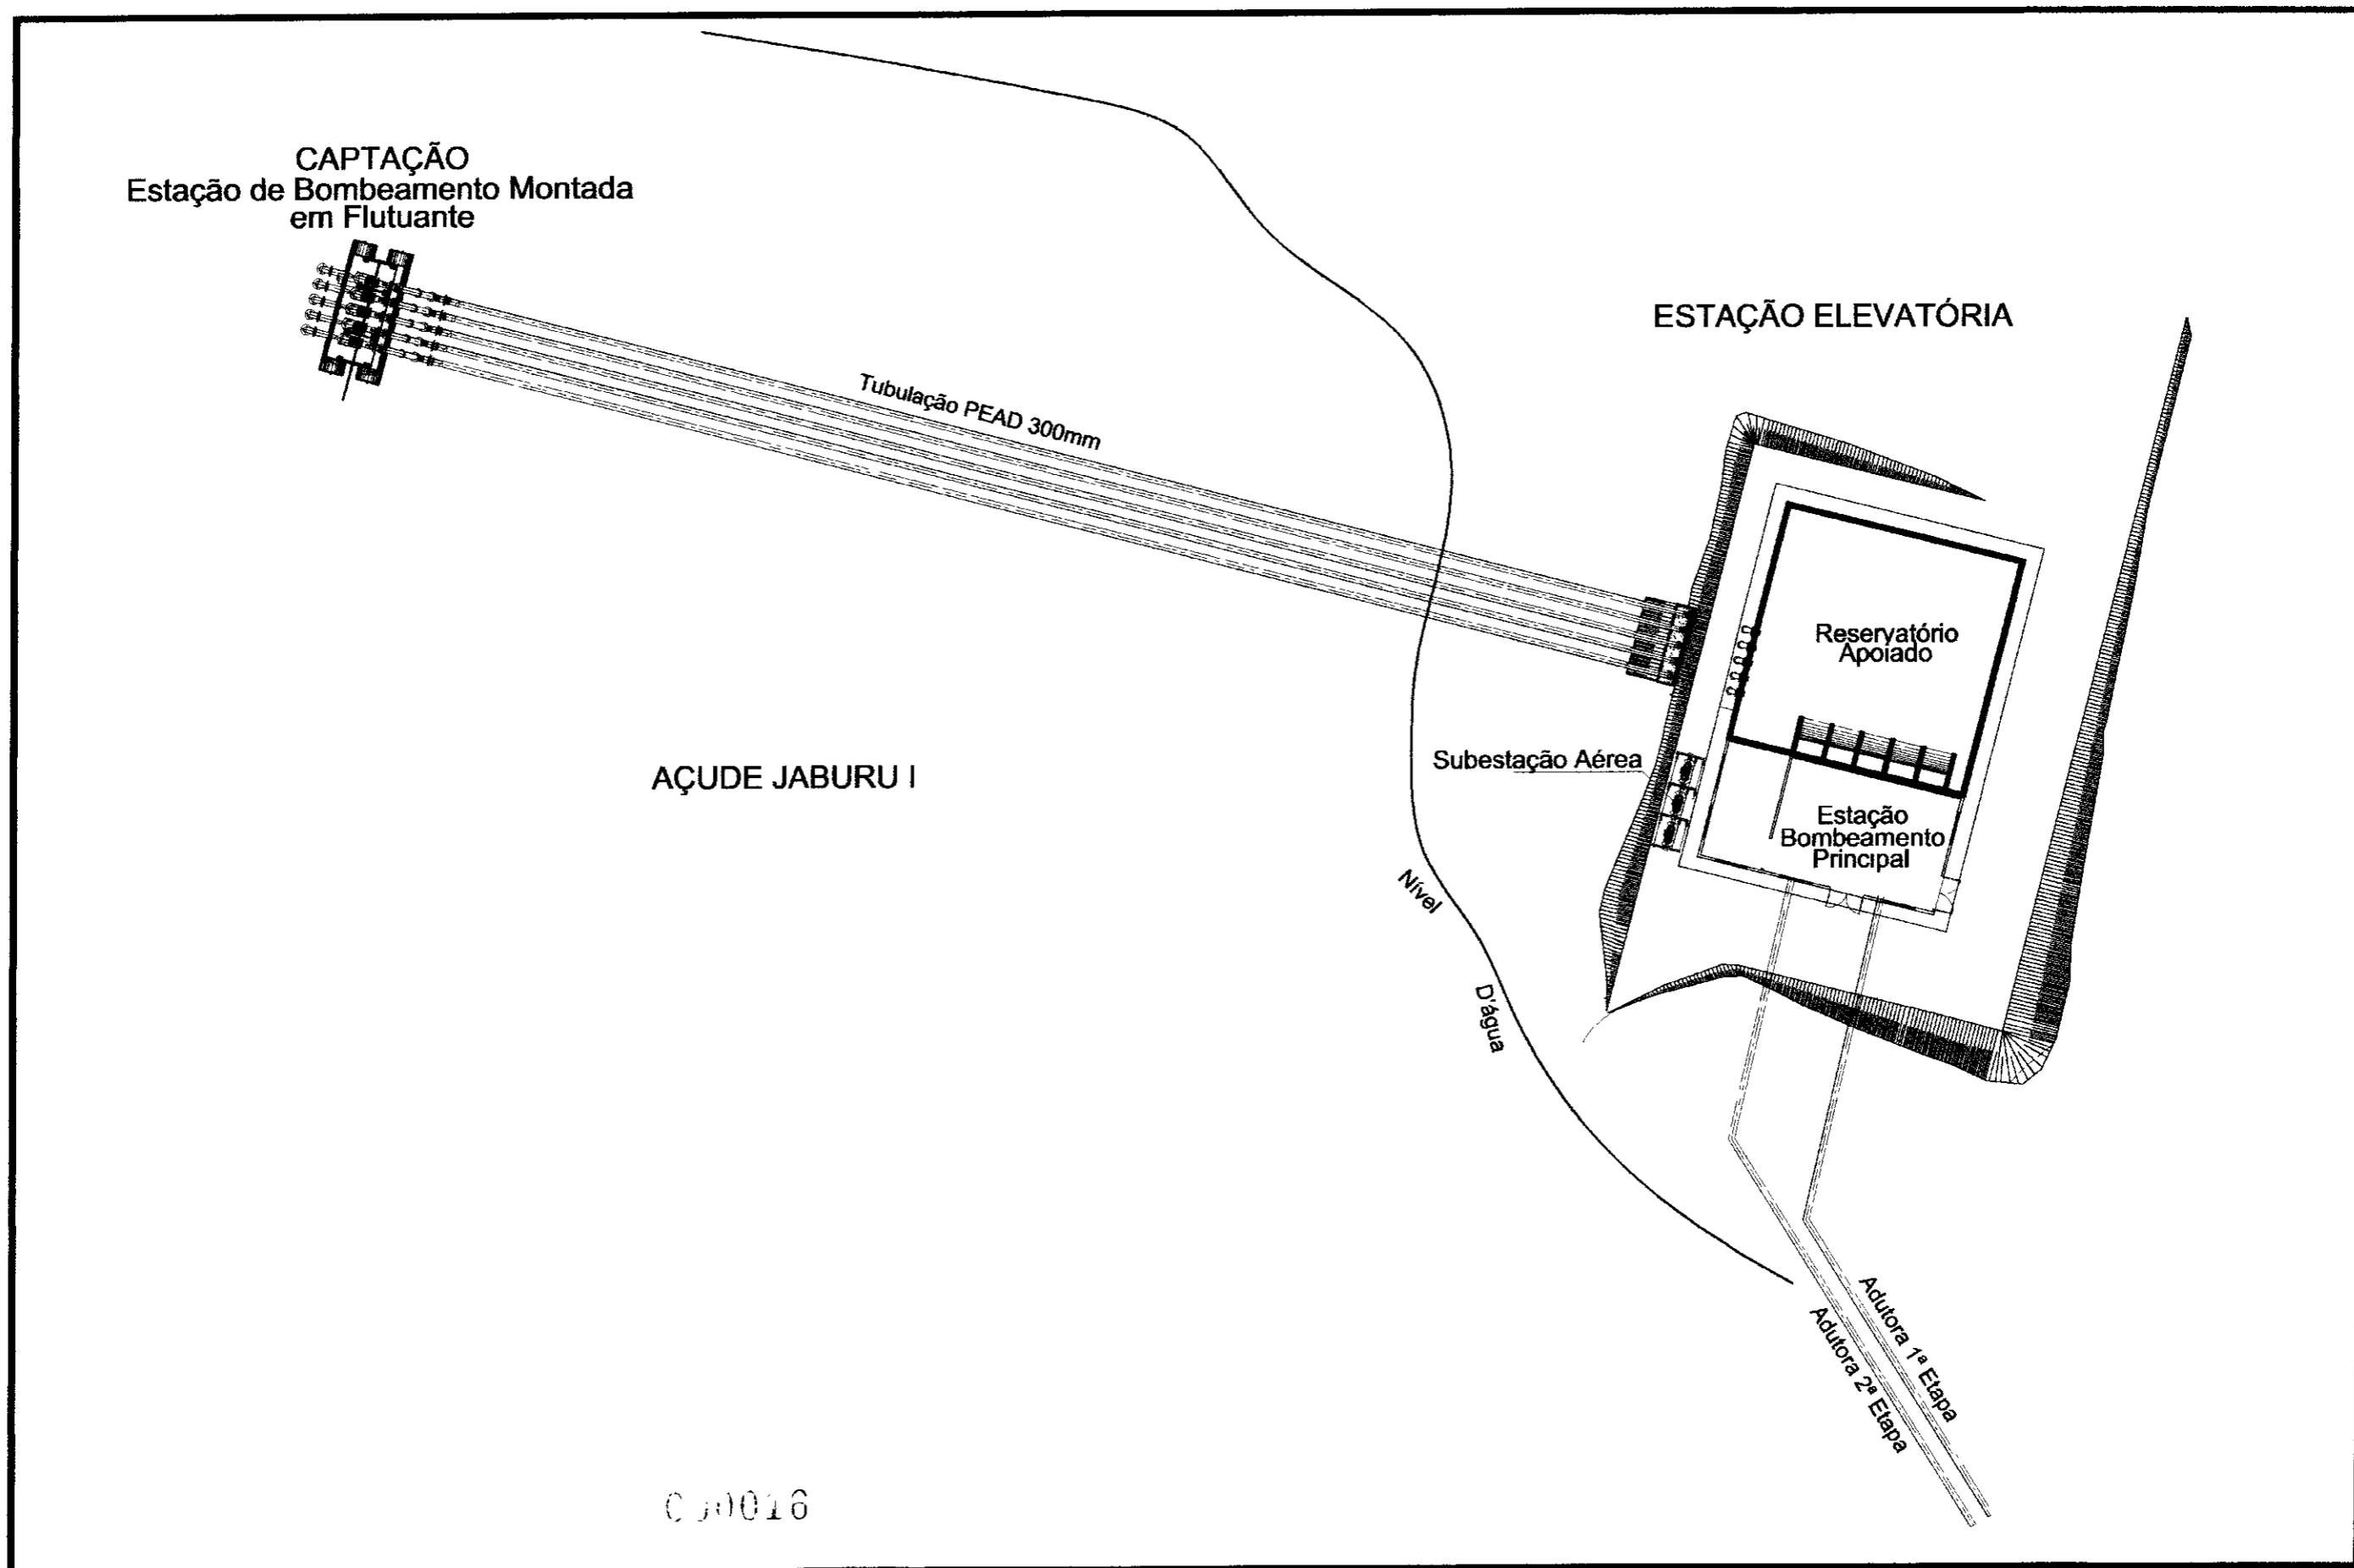 CAPTAÇÃO
Estação de Bombeamento Montada
em Flutuante
ESTAÇÃO ELEVATÓRIA
Tubulação PEAD 300mm
Reservatório
Apoiado
Subestação Aérea
AÇUDE JABURU I
Estação
Bombeamento
Principal
Nível
D'água
Adutora 1ª Etapa
Adutora 2ª Etapa